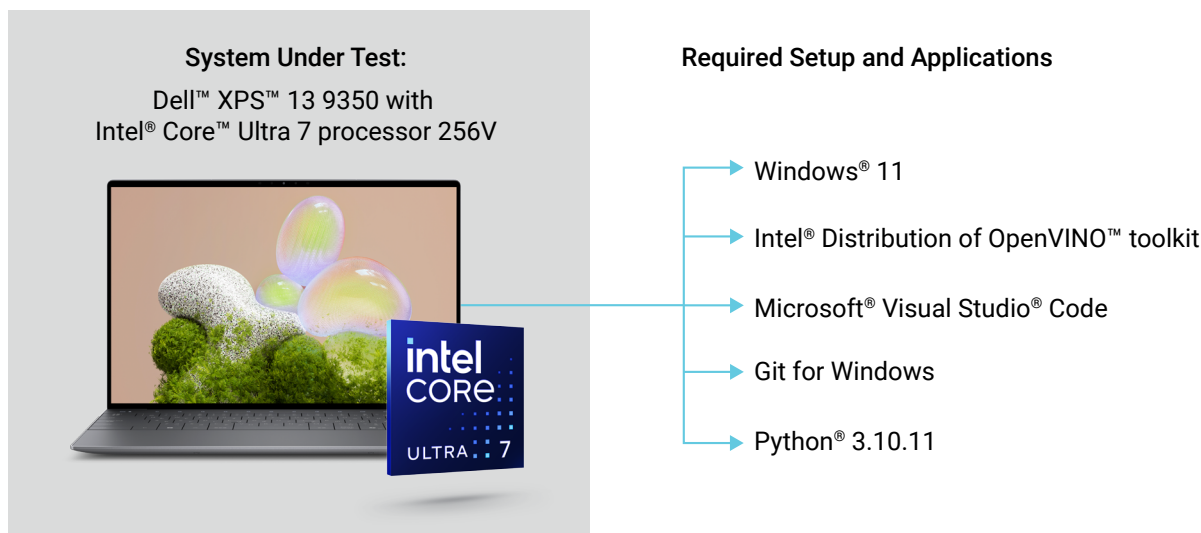 System Under Test:
Dell™ XPS™ 13 9350 with
Intel® Core™ Ultra 7 processor 256V
intel
CORE
ULTRA 7
Required Setup and Applications
Windows® 11
Intel® Distribution of OpenVINO™ toolkit
Microsoft® Visual Studio® Code
Git for Windows
Python® 3.10.11